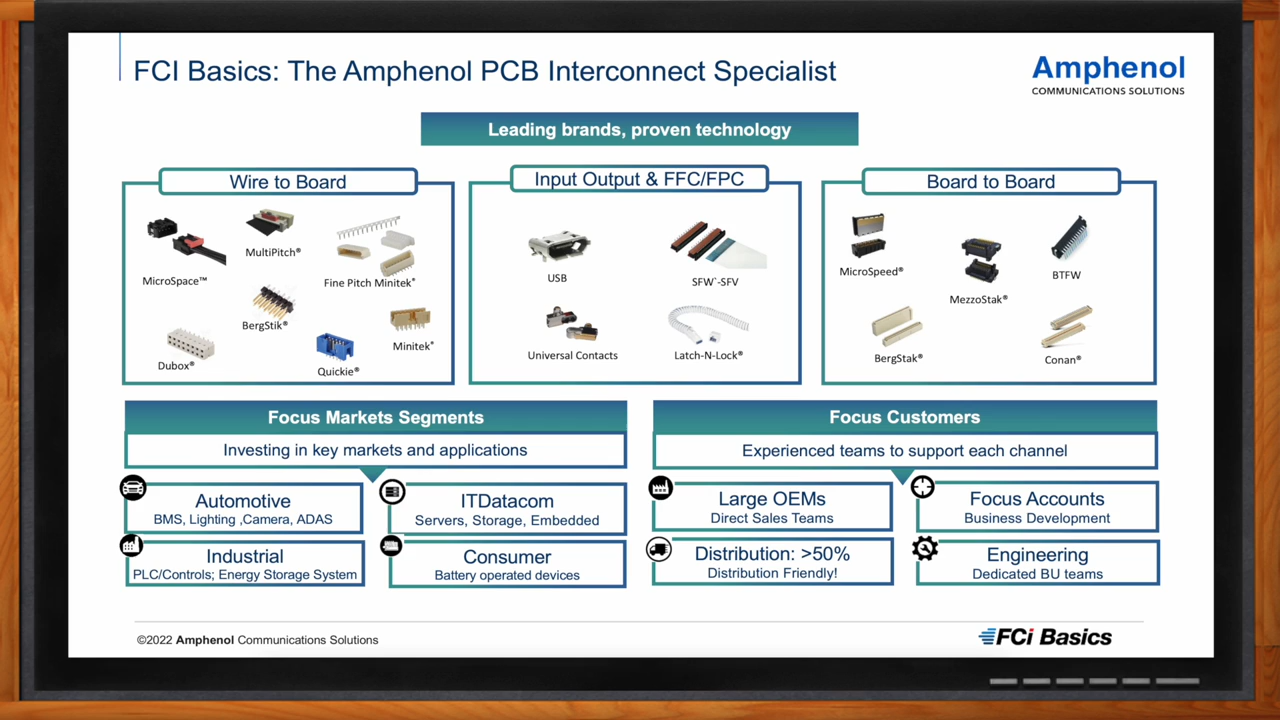 FCI Basics: The Amphenol PCB Interconnect Specialist
Amphenol
COMMUNICATIONS SOLUTIONS
Leading brands, proven technology
Wire to Board
MicroSpace™
MultiPitch®
Fine Pitch Minitek®
BergStik®
Minitek®
Dubox®
Quickie®
Input Output & FFC/FPC
USB
SFW®-SFV
Universal Contacts
Latch-N-Lock®
Board to Board
MicroSpeed®
MezzoStak®
BTFW
BergStak®
Conan®
Focus Markets Segments
Investing in key markets and applications
Automotive
BMS, Lighting ,Camera, ADAS
ITDatacom
Servers, Storage, Embedded
Industrial
PLC/Controls; Energy Storage System
Consumer
Battery operated devices
Focus Customers
Experienced teams to support each channel
Large OEMs
Direct Sales Teams
Focus Accounts
Business Development
Distribution: >50%
Distribution Friendly!
Engineering
Dedicated BU teams
©2022 Amphenol Communications Solutions
FCi Basics